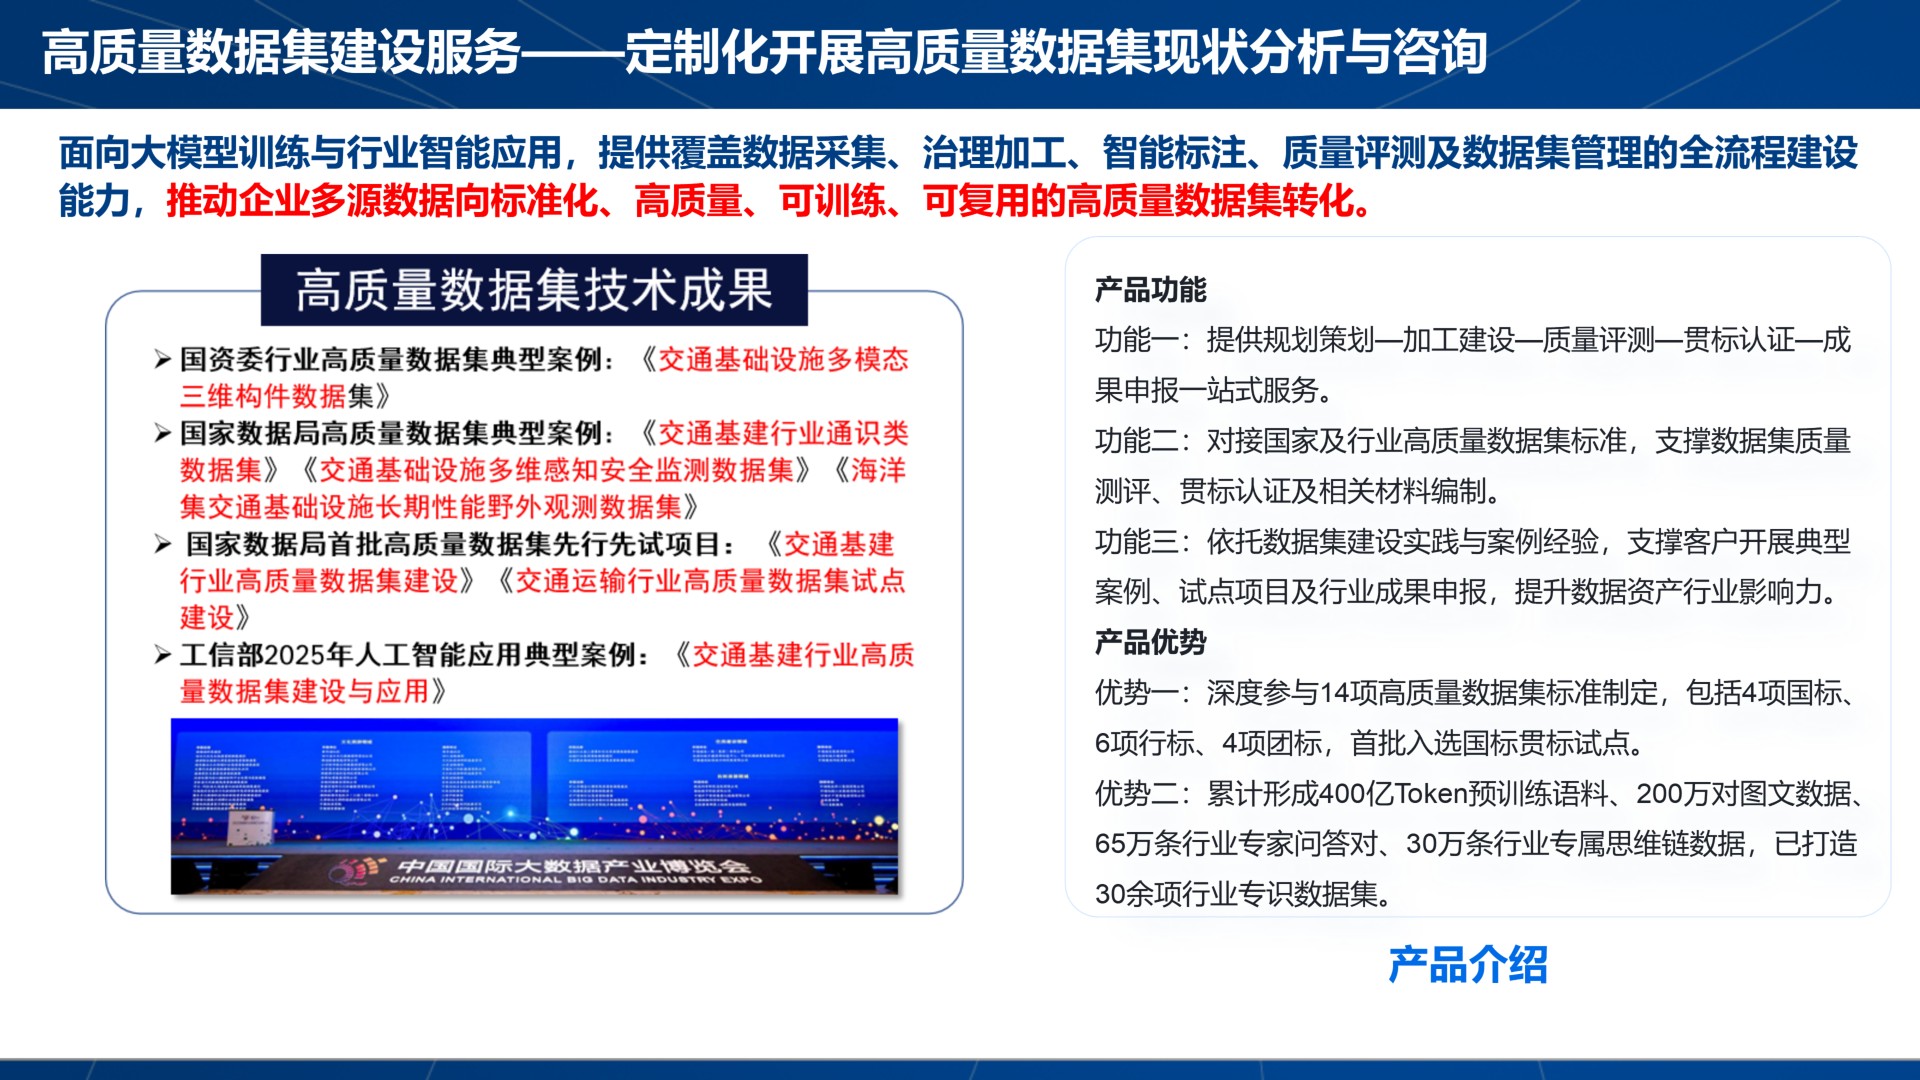 高质量数据集建设服务——定制化开展高质量数据集现状分析与咨询
面向大模型训练与行业智能应用，提供覆盖数据采集、治理加工、智能标注、质量评测及数据集管理的全流程建设
能力，推动企业多源数据向标准化、高质量、可训练、可复用的高质量数据集转化。
高质量数据集技术成果
➢国资委行业高质量数据集典型案例：《交通基础设施多模态
三维构件数据集》
➢国家数据局高质量数据集典型案例：《交通基建行业通识类
数据集》《交通基础设施多维感知安全监测数据集》《海洋
集交通基础设施长期性能野外观测数据集》
➢ 国家数据局首批高质量数据集先行先试项目：《交通基建
行业高质量数据集建设》《交通运输行业高质量数据集试点
建设》
➢工信部2025年人工智能应用典型案例：《交通基建行业高质
量数据集建设与应用》
中国国际大数据产业博览会
CHINA INTERNATIONAL BIG DATA INDUSTRY EXPO
产品功能
功能一：提供规划策划—加工建设—质量评测—贯标认证—成
果申报一站式服务。
功能二：对接国家及行业高质量数据集标准，支撑数据集质量
测评、贯标认证及相关材料编制。
功能三：依托数据集建设实践与案例经验，支撑客户开展典型
案例、试点项目及行业成果申报，提升数据资产行业影响力。
产品优势
优势一：深度参与14项高质量数据集标准制定，包括4项国标、
6项行标、4项团标，首批入选国标贯标试点。
优势二：累计形成400亿Token预训练语料、200万对图文数据、
65万条行业专家问答对、30万条行业专属思维链数据，已打造
30余项行业专识数据集。
产品介绍